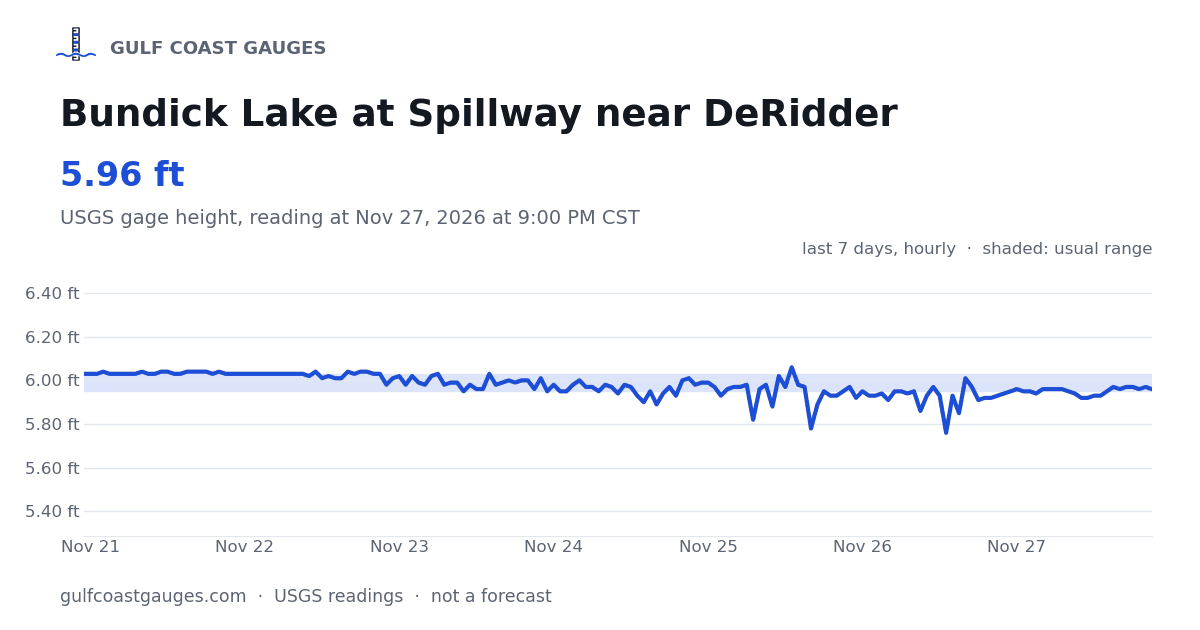 GULF COAST GAUGES
Bundick Lake at Spillway near DeRidder
5.96 ft
USGS gage height, reading at Nov 27, 2026 at 9:00 PM CST
last 7 days, hourly · shaded: usual range
6.40 ft
6.20 ft
6.00 ft
5.80 ft
5.60 ft
5.40 ft
Nov 21 Nov 22 Nov 23 Nov 24 Nov 25 Nov 26 Nov 27
gulfcoastgauges.com · USGS readings · not a forecast